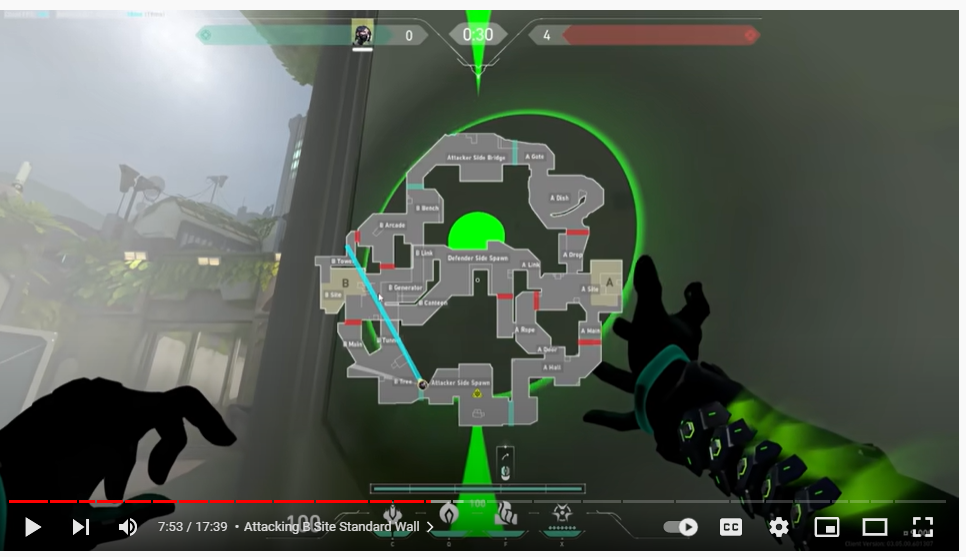 0 0:30 4
Attacker Side Bridge
A Gate
A Dish
B Bench
B Arcade
B Link
Defender Side Spawn
A Link
A Drop
B Tower
B
B Site
B Generator
B Canteen
A Site
A
A Rope
A Main
B Main
B Tunnel
A Door
A Hall
B Tree
Attacker Side Spawn
100
100
C Q F X
7:53 / 17:39 • Attacking B Site Standard Wall
CC